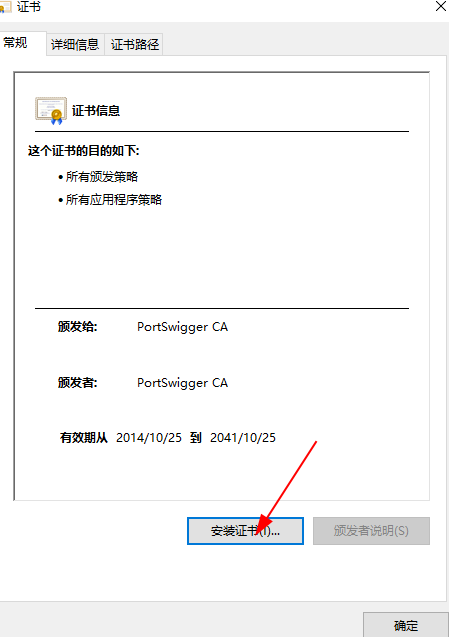 证书
常规 详细信息 证书路径
证书信息
这个证书的目的如下:
• 所有颁发策略
• 所有应用程序策略
颁发给: PortSwigger CA
颁发者: PortSwigger CA
有效期从 2014/10/25 到 2041/10/25
安装证书(I)... 颁发者说明(S)
确定